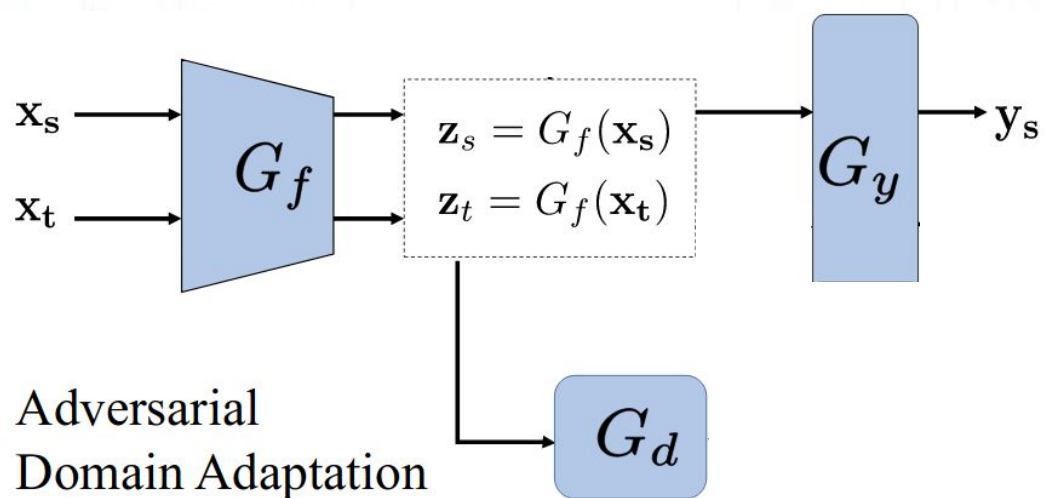 x_s
x_t
G_f
z_s = G_f(x_s)
z_t = G_f(x_t)
G_y
y_s
G_d
Adversarial
Domain Adaptation